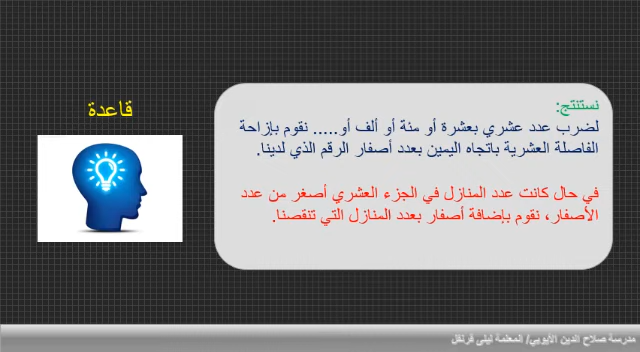 قاعدة
نستنتج:
لضرب عدد عشري بعشرة أو مئة أو ألف أو..... نقوم بإزاحة
الفاصلة العشرية باتجاه اليمين بعدد أصفار الرقم الذي لدينا.
في حال كانت عدد المنازل في الجزء العشري أصغر من عدد
الأصفار، نقوم بإضافة أصفار بعدد المنازل التي تنقصنا.
مدرسة صلاح الدين الأيوبي/ المعلمة ليلى قرنفل